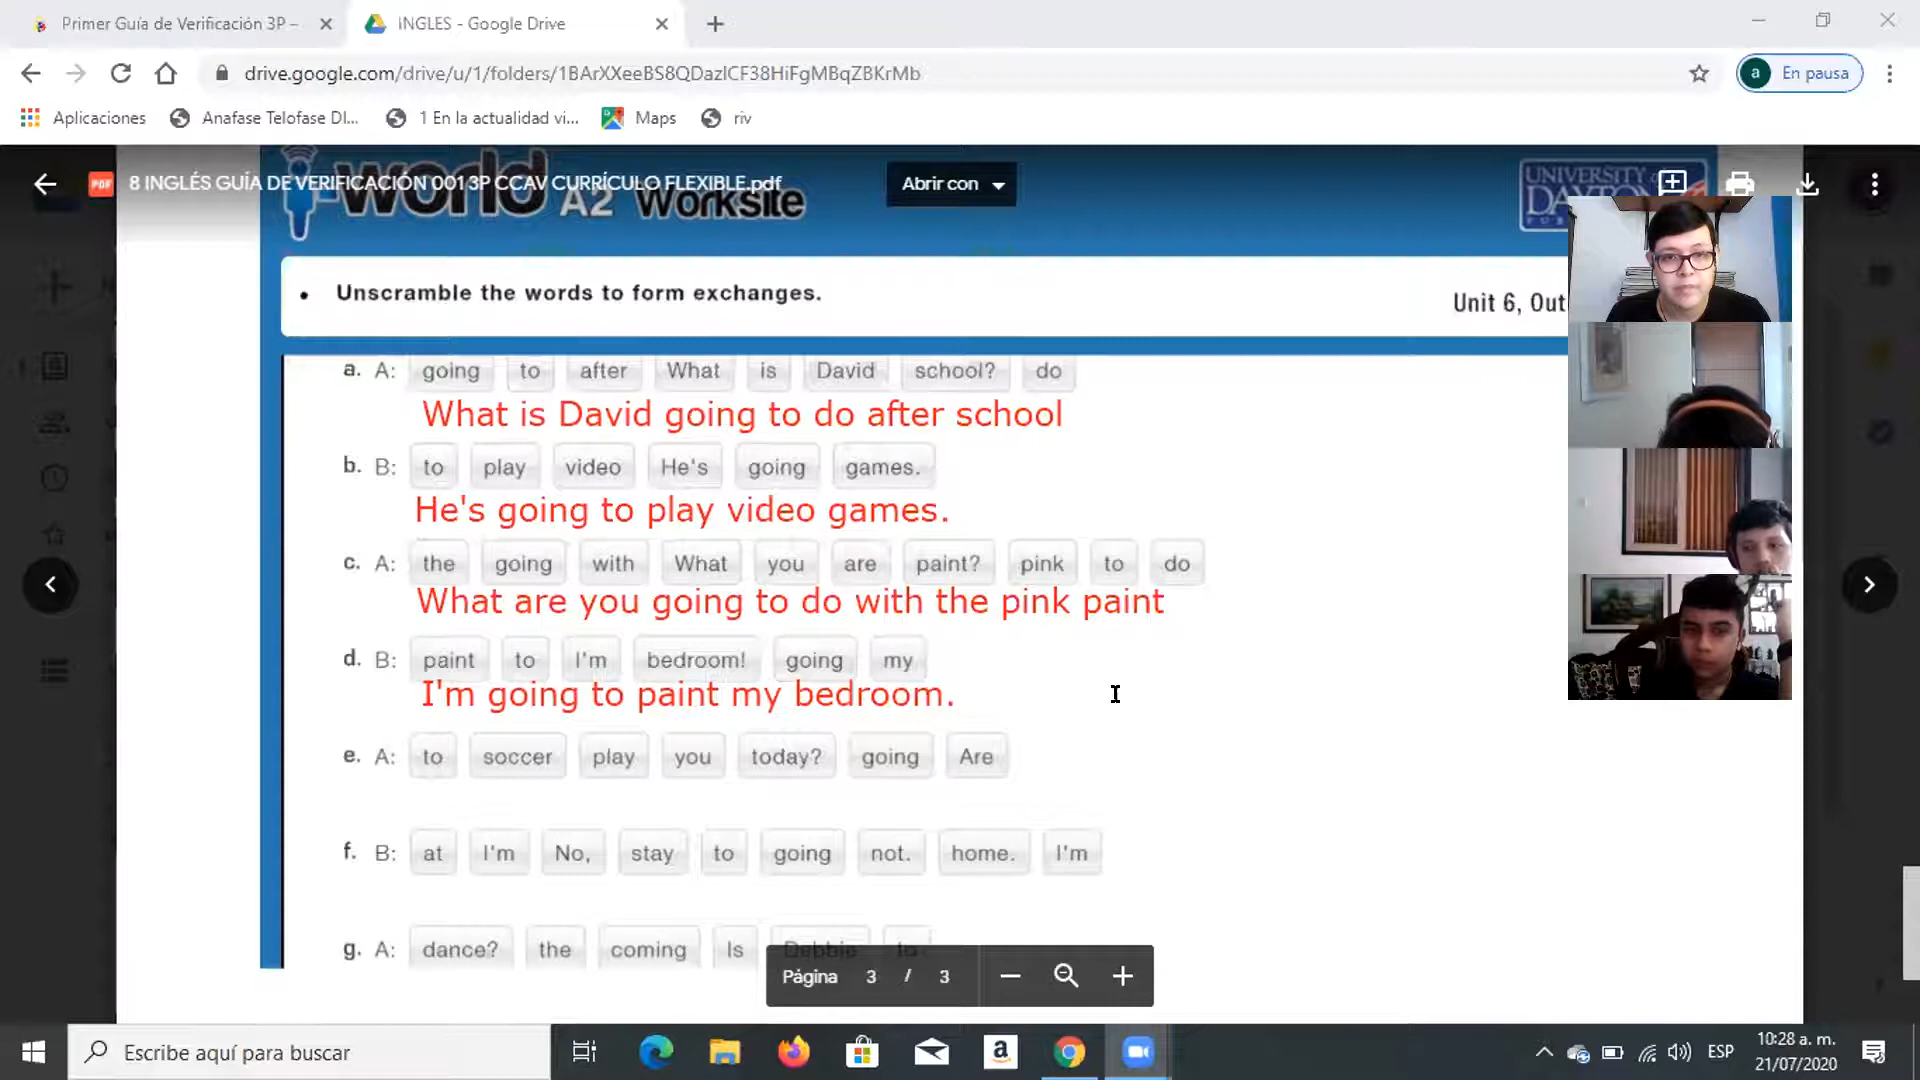 Primer Guía de Verificación 3P –
INGLES - Google Drive
drive.google.com/drive/u/1/folders/1BArXXeeBS8QDazlCF38HiFgMBqZBKrMb
a En pausa
Aplicaciones
Anafase Telofase DI...
1 En la actualidad vi...
Maps
riv
PDF
8 INGLÉS GUÍA DE VERIFICACIÓN 001 3P CCAV CURRÍCULO FLEXIBLE.pdf
Abrir con
world A2 Worksite
UNIVERSITY
Unscramble the words to form exchanges.
Unit 6, Out
a. A: going to after What is David school? do
What is David going to do after school
b. B: to play video He's going games.
He's going to play video games.
c. A: the going with What you are paint? pink to do
What are you going to do with the pink paint
d. B: paint to I'm bedroom! going my
I'm going to paint my bedroom.
e. A: to soccer play you today? going Are
f. B: at I'm No, stay to going not. home. I'm
g. A: dance? the coming Is Debbie to
Página 3 / 3
Escribe aquí para buscar
a
ESP
10:28 a. m.
21/07/2020